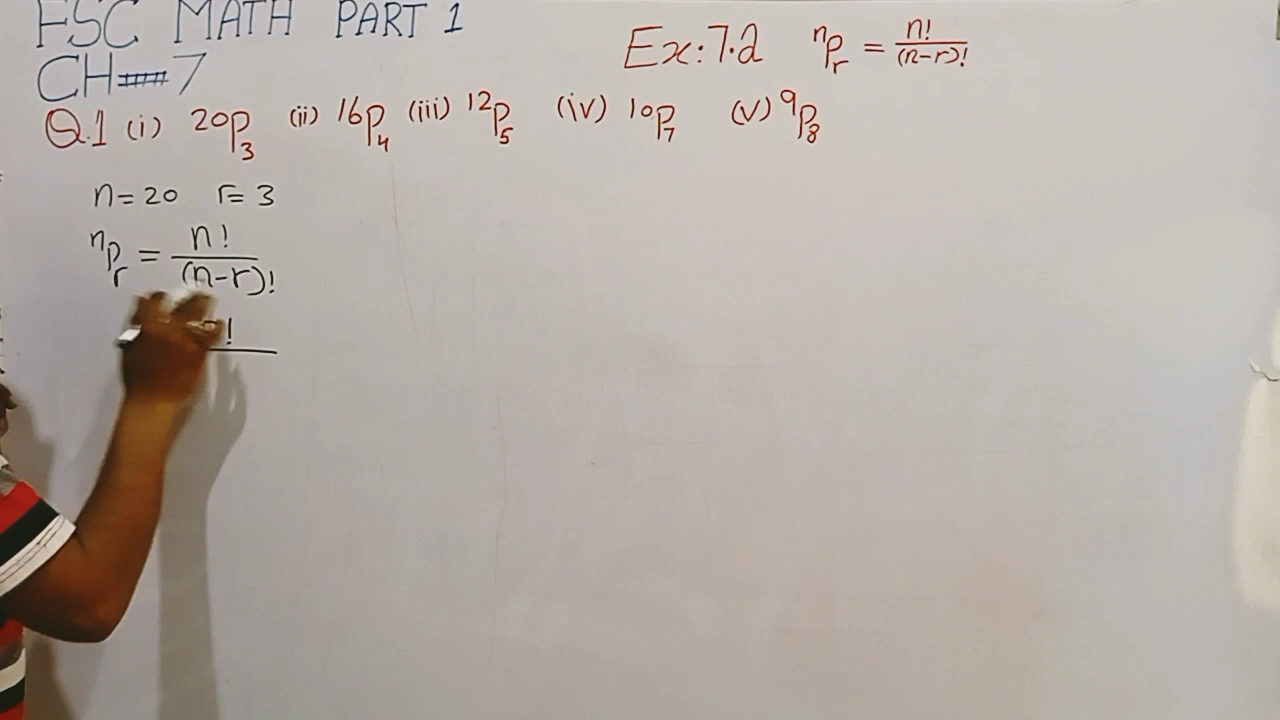 FSC MATH PART 1
CH 7
Ex: 7.2 ⁿPᵣ = n!/(n-r)!
Q.1 (i) ²⁰P₃ (ii) ¹⁶P₄ (iii) ¹²P₅ (iv) ¹⁰P₇ (v) ⁹P₈
n=20 r=3
ⁿPᵣ = n!/(n-r)!
!